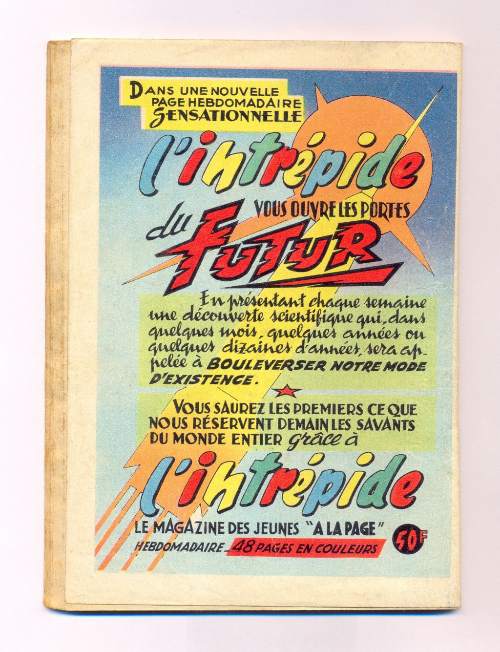 DANS UNE NOUVELLE
PAGE HEBDOMADAIRE
SENSATIONNELLE
l'intrépide
VOUS OUVRE LES PORTES
du FUTUR
En présentant chaque semaine
une découverte scientifique qui, dans
quelques mois, quelques années ou
quelques dizaines d'années, sera ap-
pelée à BOULEVERSER NOTRE MODE
D'EXISTENCE.
VOUS SAUREZ LES PREMIERS CE QUE
NOUS RÉSERVENT DEMAIN LES SAVANTS
DU MONDE ENTIER grâce à
l'intrépide
LE MAGAZINE DES JEUNES "A LA PAGE"
HEBDOMADAIRE_48 PAGES EN COULEURS
50F